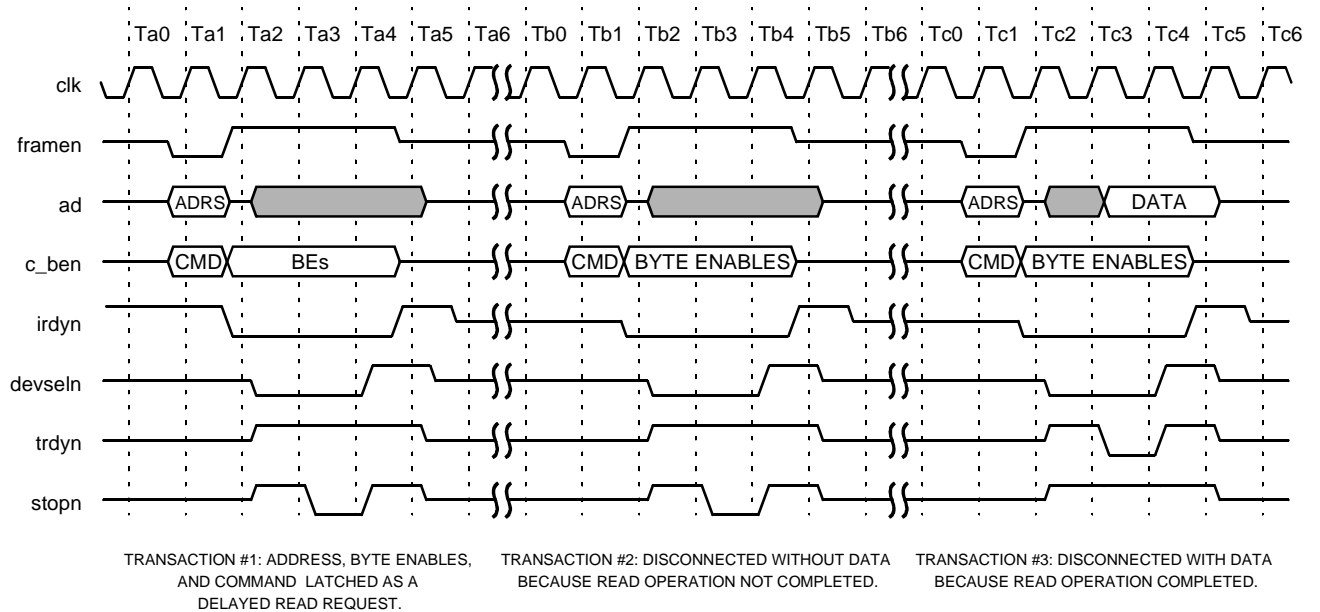 Ta0 Ta1 Ta2 Ta3 Ta4 Ta5 Ta6 Tb0 Tb1 Tb2 Tb3 Tb4 Tb5 Tb6 Tc0 Tc1 Tc2 Tc3 Tc4 Tc5 Tc6
clk
framen
ad ADRS ADRS ADRS DATA
c_ben CMD BEs CMD BYTE ENABLES CMD BYTE ENABLES
irdyn
devseln
trdyn
stopn
TRANSACTION #1: ADDRESS, BYTE ENABLES,
AND COMMAND LATCHED AS A
DELAYED READ REQUEST.
TRANSACTION #2: DISCONNECTED WITHOUT DATA
BECAUSE READ OPERATION NOT COMPLETED.
TRANSACTION #3: DISCONNECTED WITH DATA
BECAUSE READ OPERATION COMPLETED.